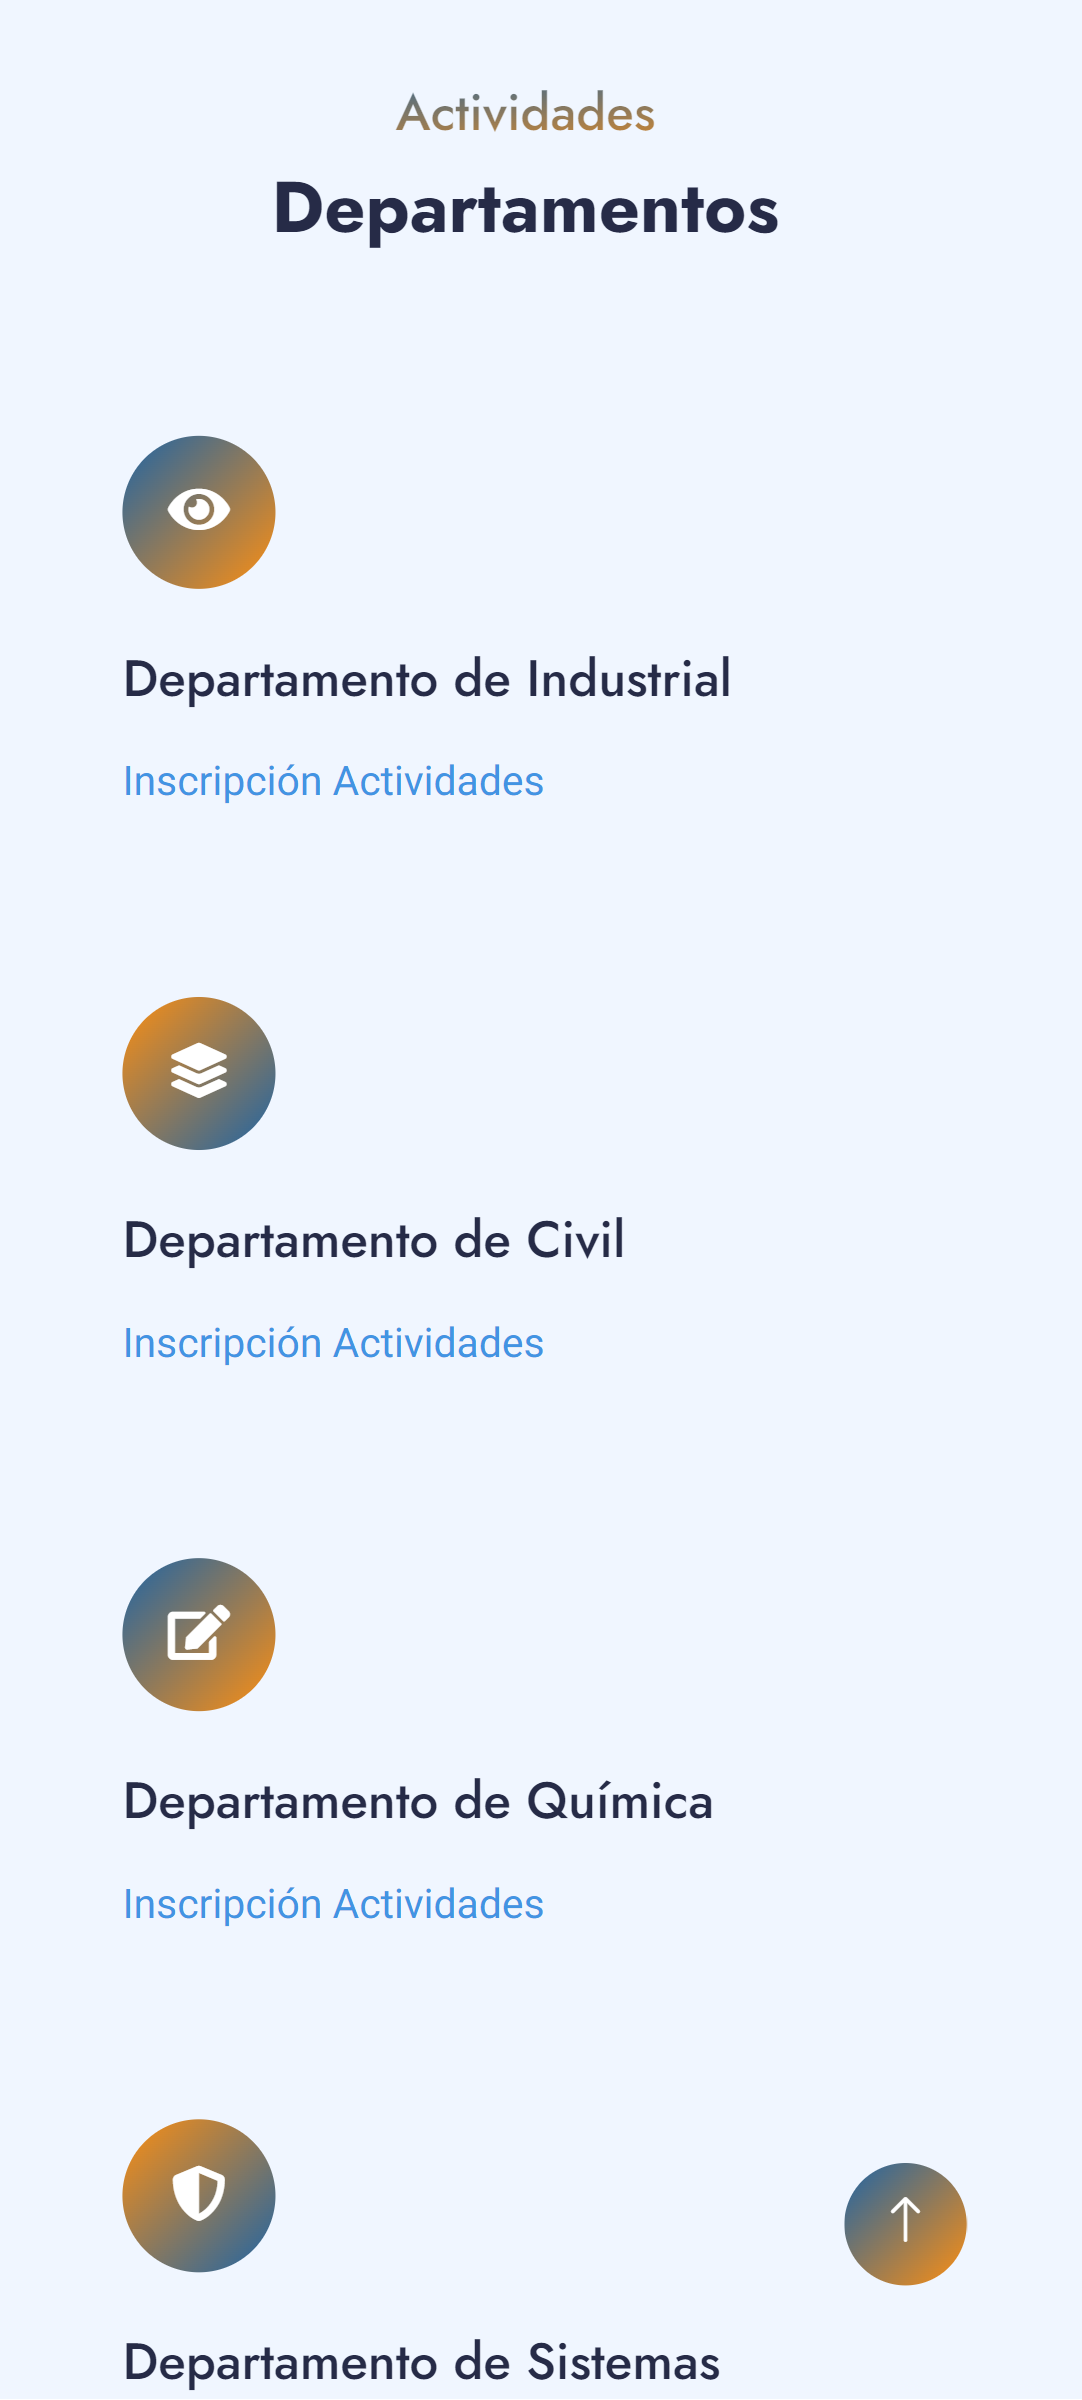 Actividades
Departamentos
Departamento de Industrial
Inscripción Actividades
Departamento de Civil
Inscripción Actividades
Departamento de Química
Inscripción Actividades
Departamento de Sistemas